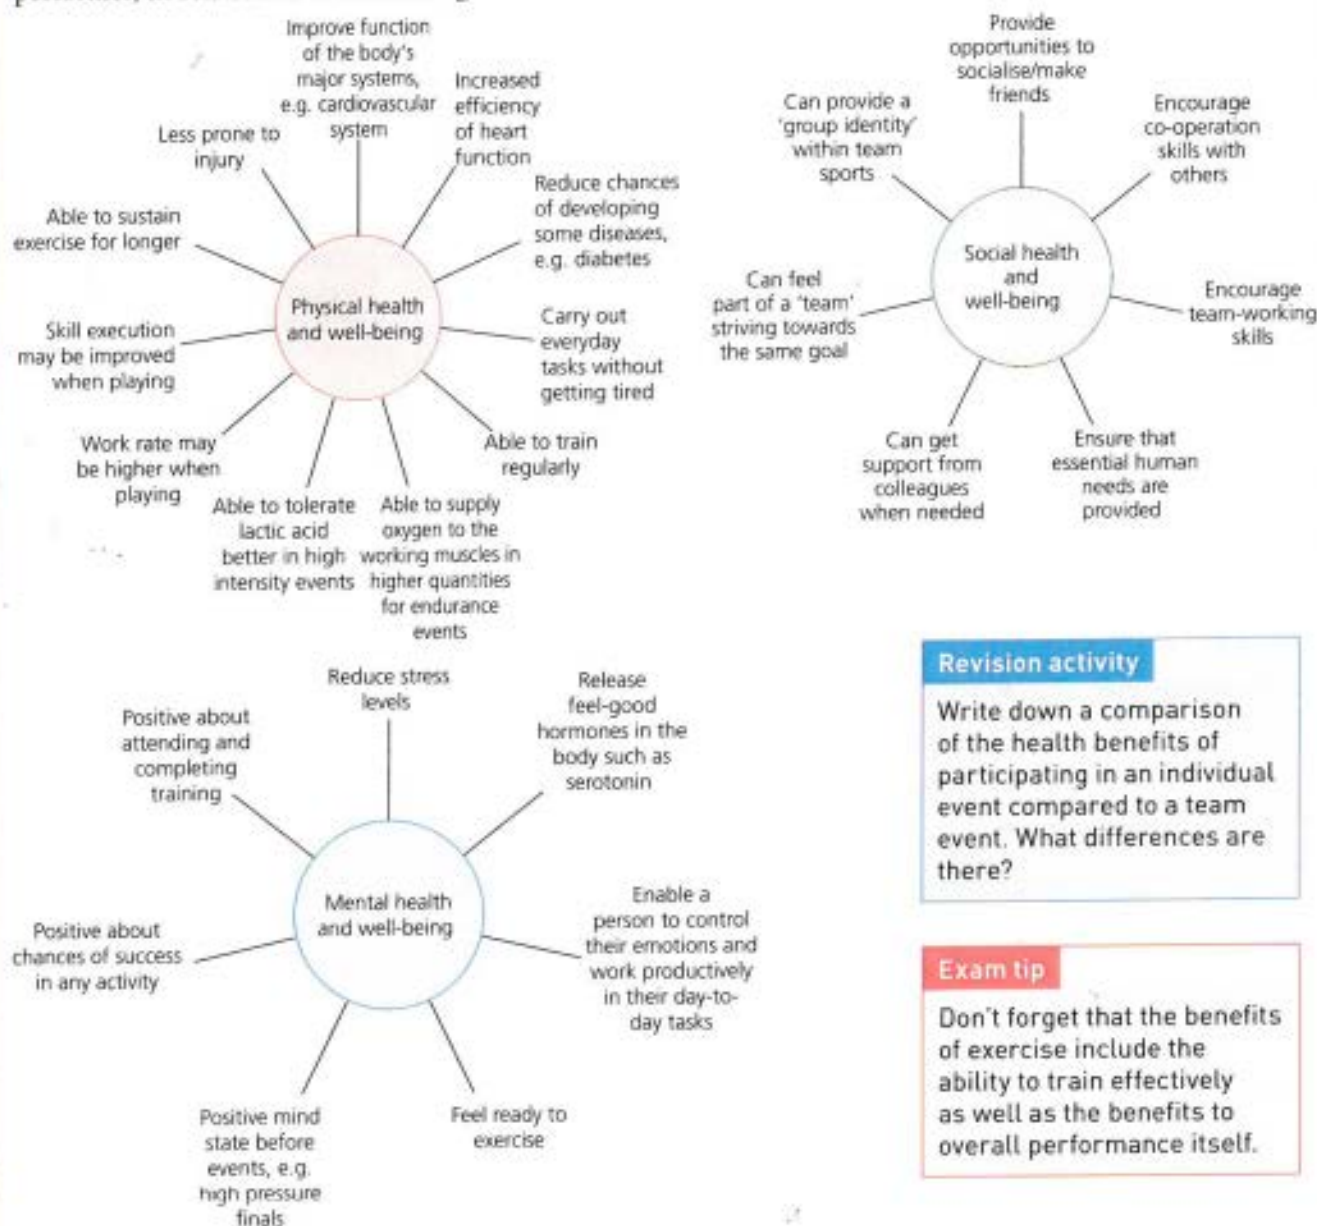 Improve function
of the body's
major systems,
e.g. cardiovascular
system
Increased
efficiency
of heart
function
Less prone to
injury
Reduce chances
of developing
some diseases,
e.g. diabetes
Able to sustain
exercise for longer
Physical health
and well-being
Carry out
everyday
tasks without
getting tired
Skill execution
may be improved
when playing
Able to train
regularly
Work rate may
be higher when
playing
Able to tolerate
lactic acid
better in high
intensity events
Able to supply
oxygen to the
working muscles in
higher quantities
for endurance
events
Provide
opportunities to
socialise/make
friends
Can provide a
'group identity'
within team
sports
Encourage
co-operation
skills with
others
Social health
and
well-being
Can feel
part of a 'team'
striving towards
the same goal
Encourage
team-working
skills
Can get
support from
colleagues
when needed
Ensure that
essential human
needs are
provided
Reduce stress
levels
Release
feel-good
hormones in the
body such as
serotonin
Positive about
attending and
completing
training
Mental health
and well-being
Enable a
person to control
their emotions and
work productively
in their day-to-
day tasks
Positive about
chances of success
in any activity
Positive mind
state before
events, e.g.
high pressure
finals
Feel ready to
exercise
Revision activity
Write down a comparison
of the health benefits of
participating in an individual
event compared to a team
event. What differences are
there?
Exam tip
Don't forget that the benefits
of exercise include the
ability to train effectively
as well as the benefits to
overall performance itself.